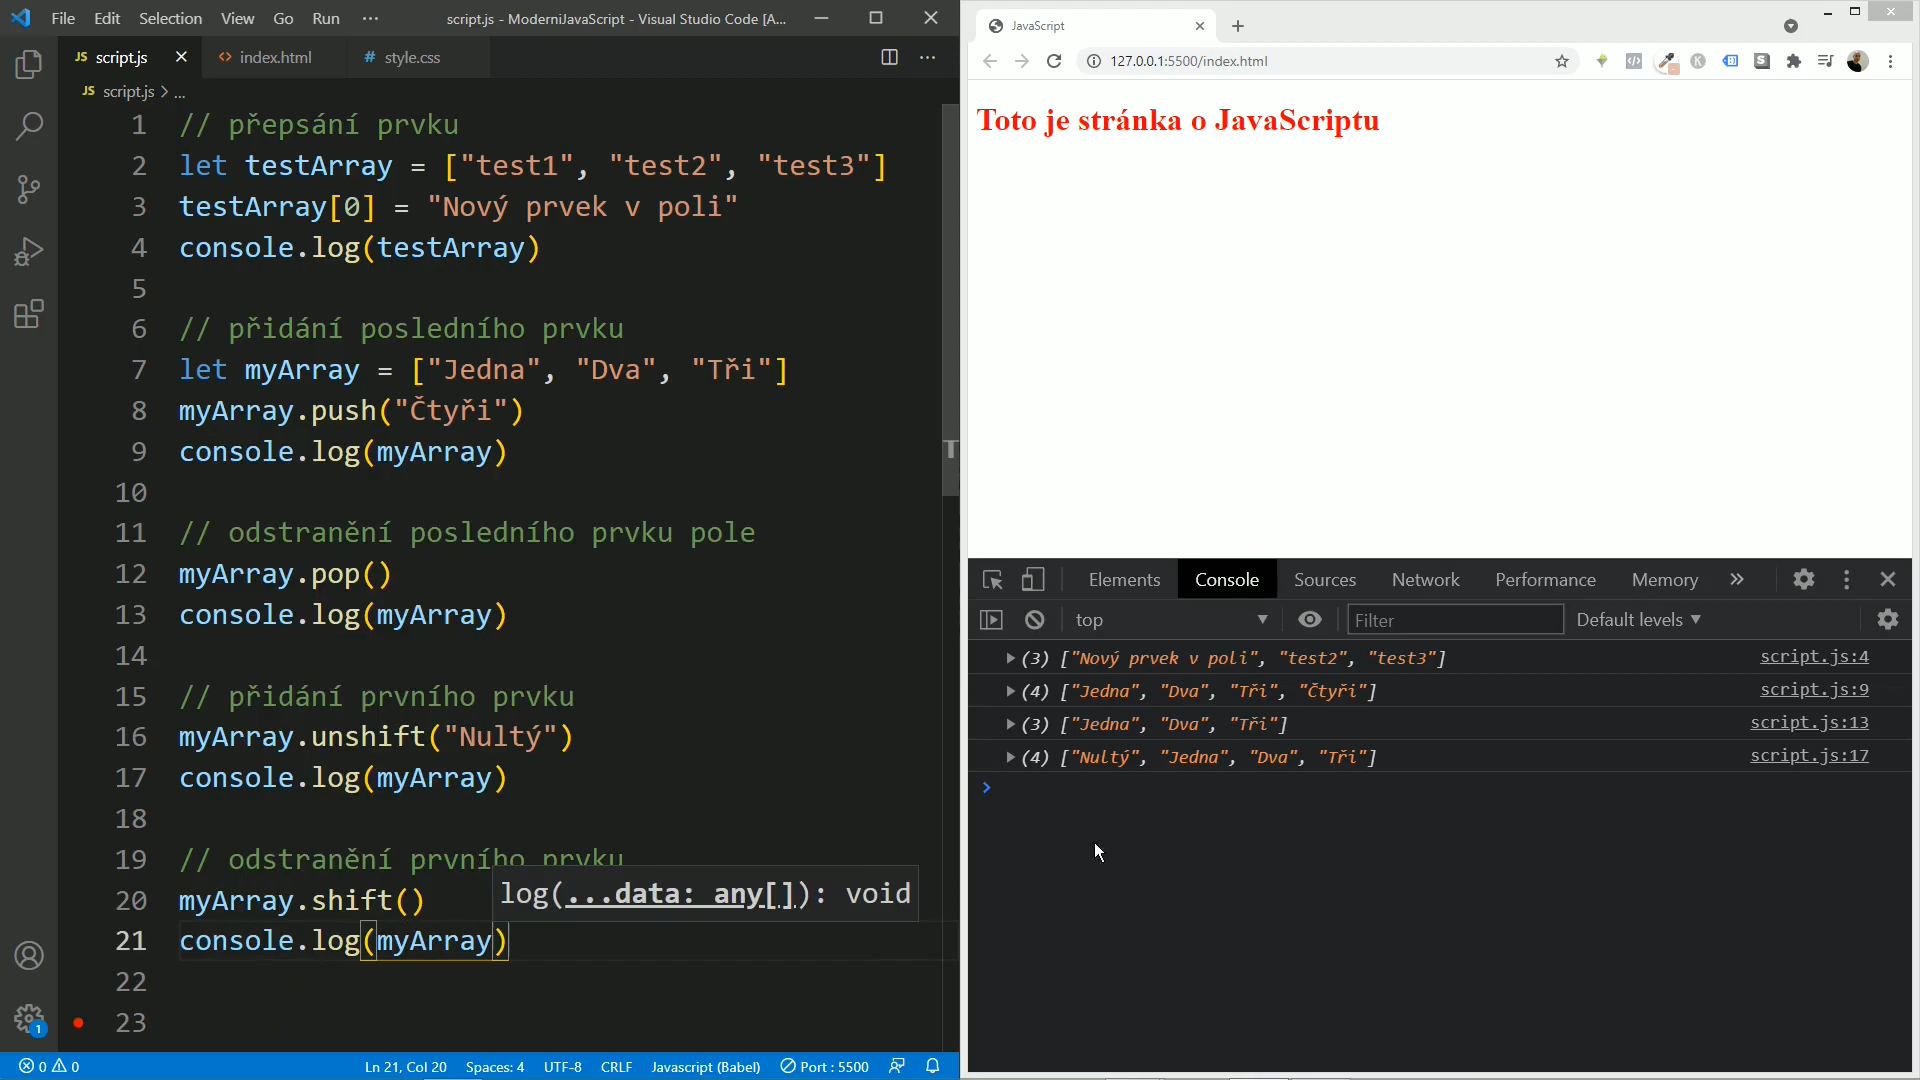 File Edit Selection View Go Run ··· script.js - ModerniJavaScript - Visual Studio Code [A...
JS script.js
<> index.html
# style.css
JS script.js > ...
1 // přepsání prvku
2 let testArray = ["test1", "test2", "test3"]
3 testArray[0] = "Nový prvek v poli"
4 console.log(testArray)
5
6 // přidání posledního prvku
7 let myArray = ["Jedna", "Dva", "Tři"]
8 myArray.push("Čtyři")
9 console.log(myArray)
10
11 // odstranění posledního prvku pole
12 myArray.pop()
13 console.log(myArray)
14
15 // přidání prvního prvku
16 myArray.unshift("Nultý")
17 console.log(myArray)
18
19 // odstranění prvního prvku
log(...data: any[]): void
20 myArray.shift()
21 console.log(myArray)
22
23
1
0 0 Ln 21, Col 20 Spaces: 4 UTF-8 CRLF Javascript (Babel) Port : 5500
JavaScript
127.0.0.1:5500/index.html
Toto je stránka o JavaScriptu
Elements Console Sources Network Performance Memory »
top Filter Default levels
(3) ["Nový prvek v poli", "test2", "test3"] script.js:4
(4) ["Jedna", "Dva", "Tři", "Čtyři"] script.js:9
(3) ["Jedna", "Dva", "Tři"] script.js:13
(4) ["Nultý", "Jedna", "Dva", "Tři"] script.js:17
>